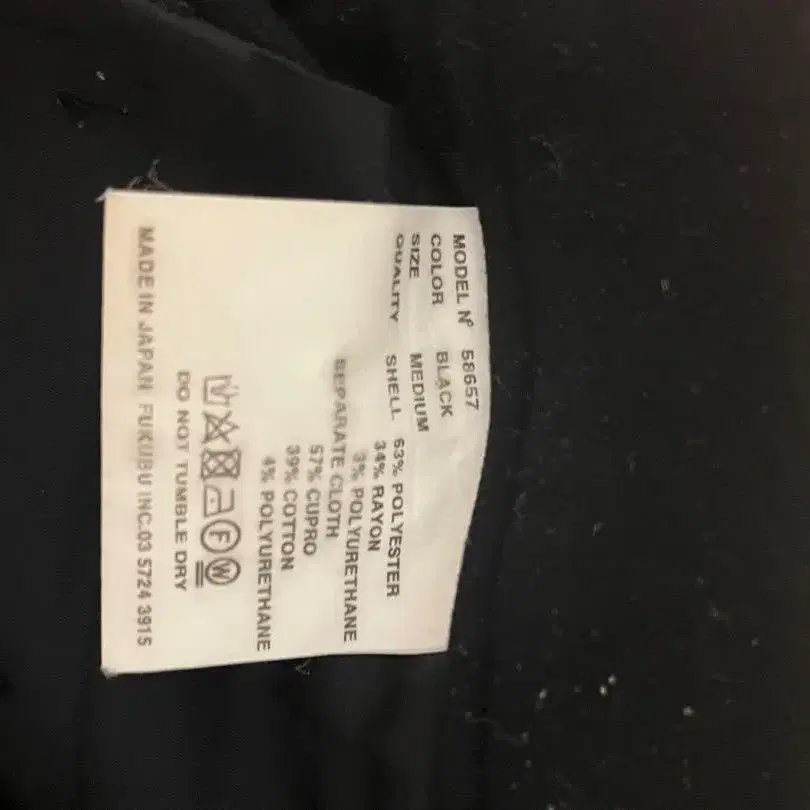 MODEL Nº 58657
COLOR BLACK
SIZE MEDIUM
QUALITY SHELL
63% POLYESTER
34% RAYON
3% POLYURETHANE
SEPARATE CLOTH
57% CUPRO
39% COTTON
4% POLYURETHANE
F W
DO NOT TUMBLE DRY
MADE IN JAPAN FUKUBU INC.03 5724 3915